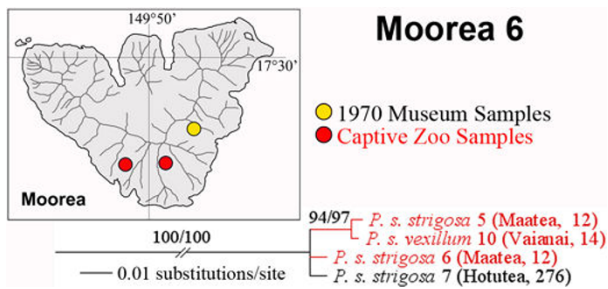 149°50'
Moorea 6
17°30'
1970 Museum Samples
Captive Zoo Samples
Moorea
94/97
P. s. strigosa 5 (Maatea, 12)
P. s. vexillum 10 (Vaianai, 14)
100/100
P. s. strigosa 6 (Maatea, 12)
0.01 substitutions/site
P. s. strigosa 7 (Hotutea, 276)